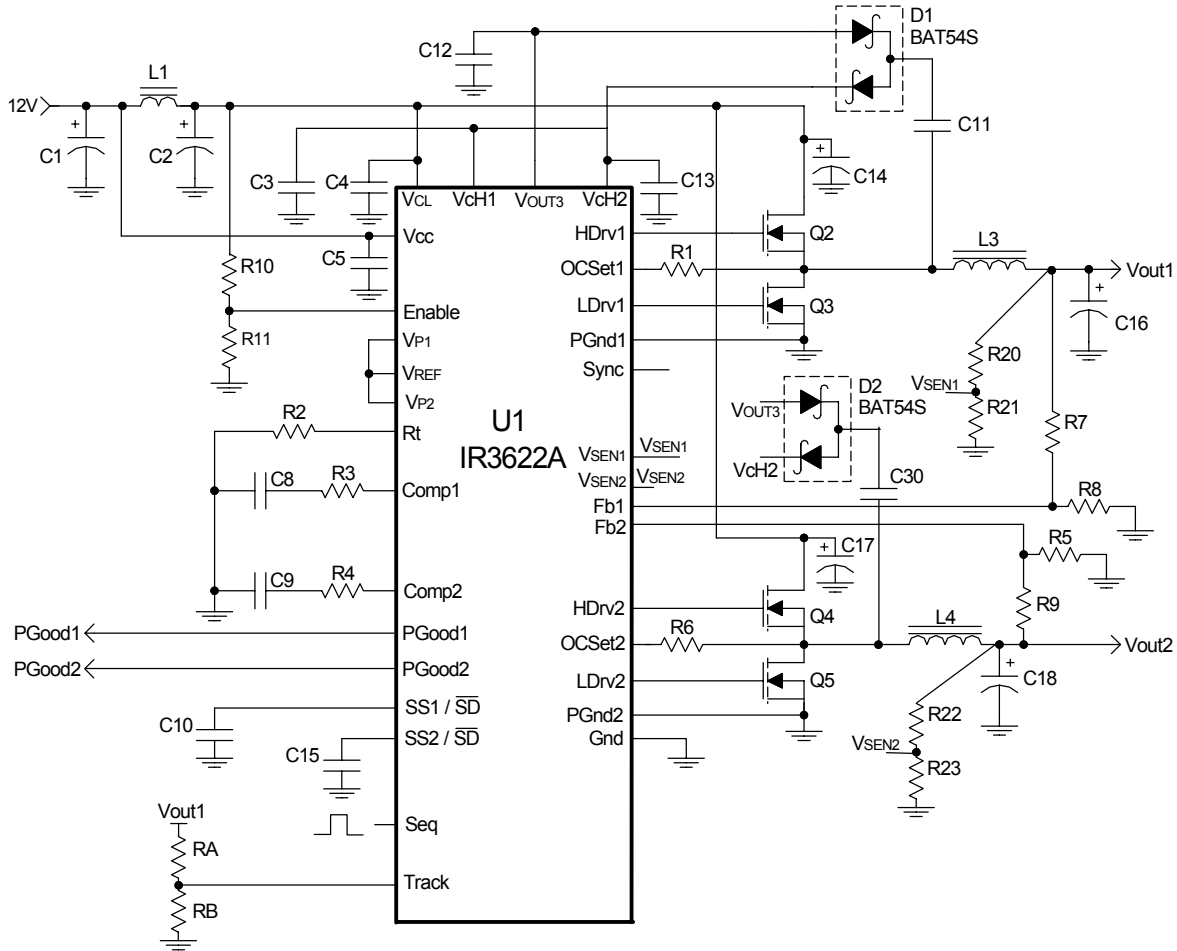 D1
BAT54S
C12
L1
12V
+
C1
+
C2
C11
C3
C4
C13
+
C14
VCL
VcH1
VOUT3
VcH2
Vcc
C5
HDrv1
Q2
L3
R10
OCSet1
R1
Vout1
Enable
LDrv1
Q3
+
C16
R11
VP1
PGnd1
R20
VREF
Sync
D2
BAT54S
VSEN1
VP2
VOUT3
R21
R7
R2
Rt
U1
IR3622A
VSEN1
VSEN1
VcH2
C8
R3
Comp1
VSEN2
VSEN2
C30
R8
Fb1
Fb2
+
C17
R5
C9
R4
Comp2
HDrv2
Q4
R9
L4
PGood1
PGood1
OCSet2
R6
Vout2
PGood2
PGood2
LDrv2
Q5
+
C18
SS1 / SD
PGnd2
R22
C10
SS2 / SD
Gnd
VSEN2
C15
R23
Vout1
Seq
RA
Track
RB